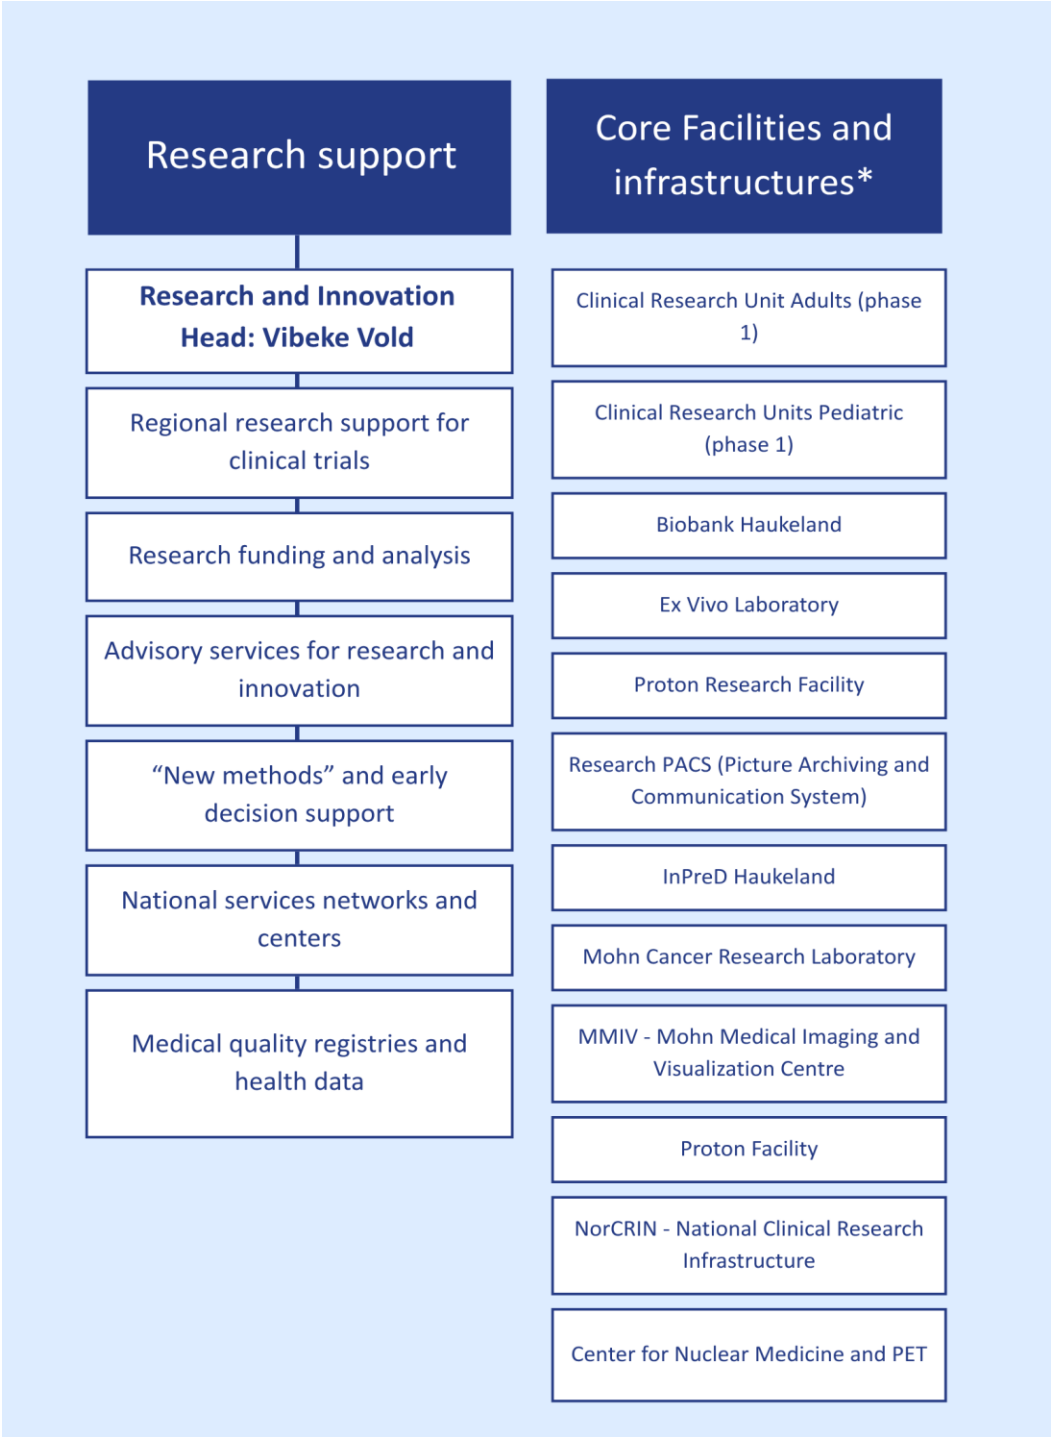 Research support
Research and Innovation
Head: Vibeke Vold
Regional research support for
clinical trials
Research funding and analysis
Advisory services for research and
innovation
“New methods” and early
decision support
National services networks and
centers
Medical quality registries and
health data
Core Facilities and
infrastructures*
Clinical Research Unit Adults (phase
1)
Clinical Research Units Pediatric
(phase 1)
Biobank Haukeland
Ex Vivo Laboratory
Proton Research Facility
Research PACS (Picture Archiving and
Communication System)
InPreD Haukeland
Mohn Cancer Research Laboratory
MMIV - Mohn Medical Imaging and
Visualization Centre
Proton Facility
NorCRIN - National Clinical Research
Infrastructure
Center for Nuclear Medicine and PET